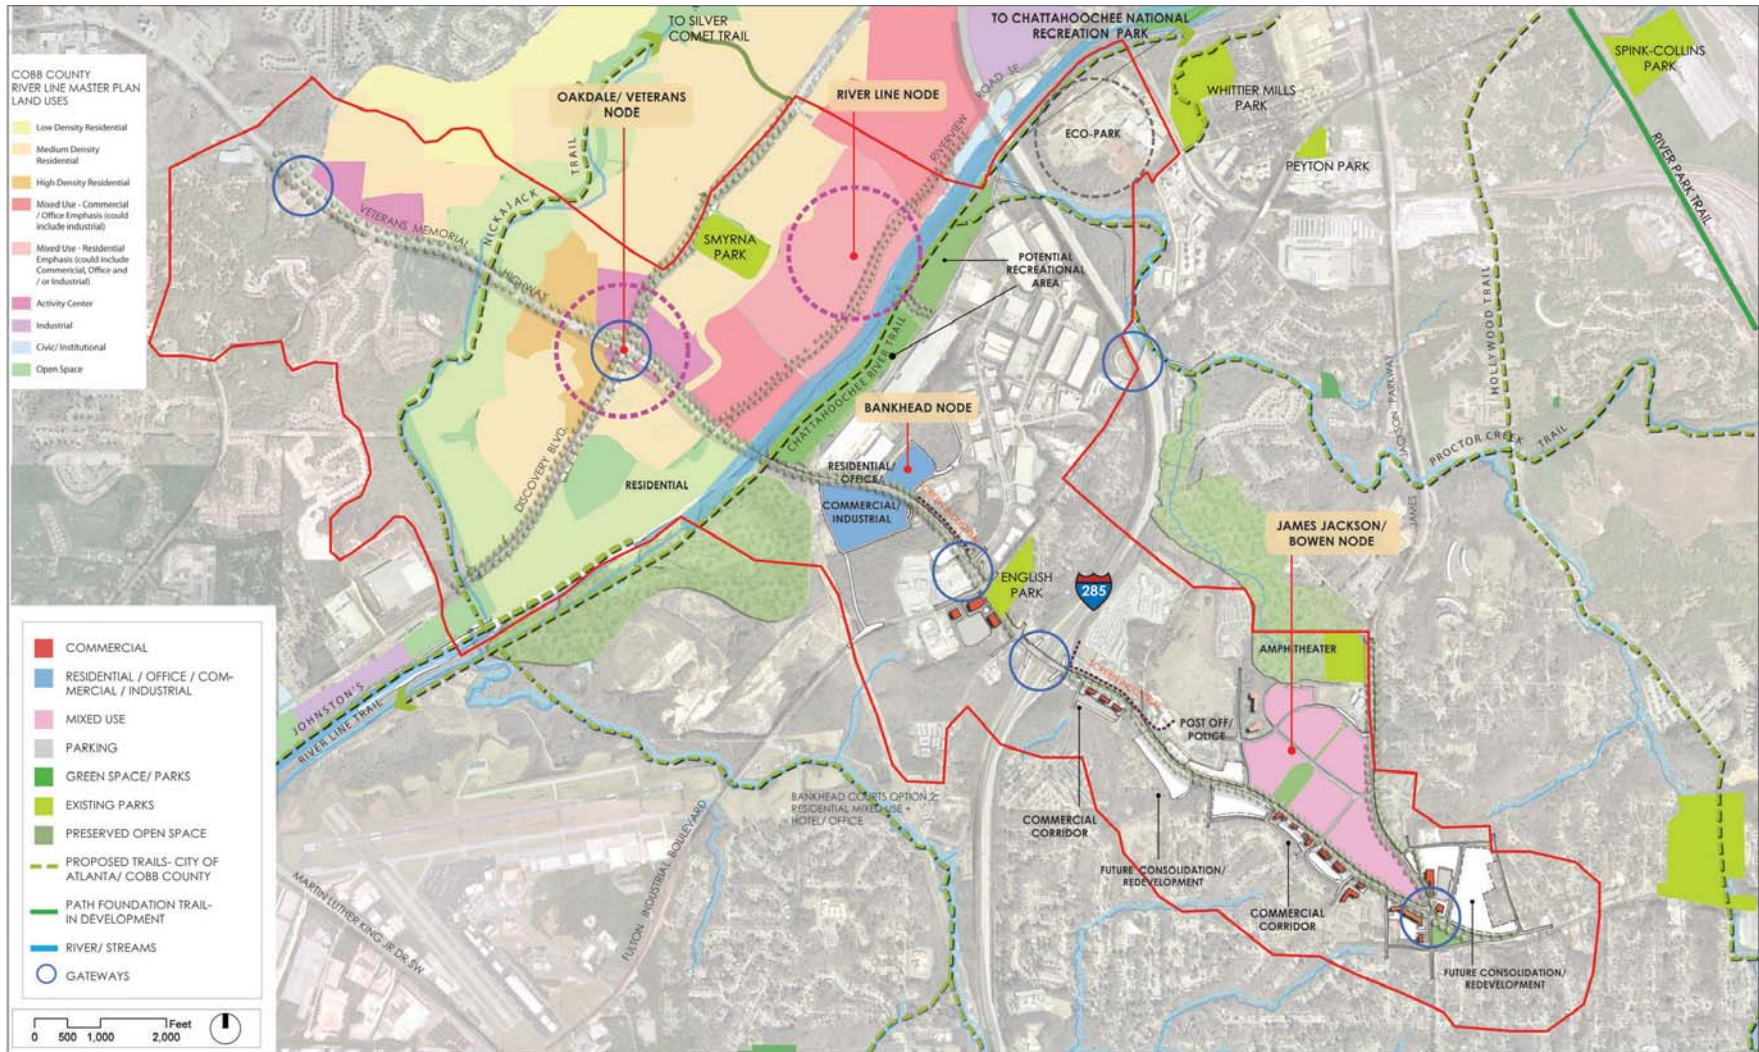 TO SILVER
COMET TRAIL
TO CHATTAHOOCHEE NATIONAL
RECREATION PARK
SPINK-COLLINS
PARK
COBB COUNTY
RIVER LINE MASTER PLAN
LAND USES
Low Density Residential
Medium Density
Residential
High Density Residential
Mixed Use - Commercial
/ Office Emphasis (could
include industrial)
Mixed Use - Residential
Emphasis (could include
Commericial, Office and
/ or Industrial)
Activity Center
Industrial
Civic/ Institutional
Open Space
OAKDALE/ VETERANS
NODE
RIVER LINE NODE
ROAD SE
RIVERVIEW
ECO-PARK
WHITTIER MILLS
PARK
PEYTON PARK
RIVER PARK TRAIL
NICKAJACK
TRAIL
VETERANS MEMORIAL
HIGHWAY
SMYRNA
PARK
POTENTIAL
RECREATIONAL
AREA
CHATTAHOOCHEE RIVER TRAIL
HOLLYWOOD TRAIL
JAMES JACKSON PARKWAY
PROCTOR CREEK TRAIL
BANKHEAD NODE
DISCOVERY BLVD.
RESIDENTIAL
RESIDENTIAL/
OFFICE/
COMMERCIAL/
INDUSTRIAL
JAMES JACKSON/
BOWEN NODE
ENGLISH
PARK
285
AMPHITHEATER
SCREEN INDUSTRIAL
POST OFF/
POLICE
JOHNSTON'S
RIVER LINE TRAIL
BANKHEAD COURTS OPTION 2:
RESIDENTIAL MIXED USE +
HOTEL/ OFFICE
COMMERCIAL
CORRIDOR
FUTURE CONSOLIDATION/
REDEVELOPMENT
COMMERCIAL
CORRIDOR
FUTURE CONSOLIDATION/
REDEVELOPMENT
FULTON INDUSTRIAL BOULEVARD
MARTIN LUTHER KING JR DR SW
COMMERCIAL
RESIDENTIAL / OFFICE / COM-
MERCIAL / INDUSTRIAL
MIXED USE
PARKING
GREEN SPACE/ PARKS
EXISTING PARKS
PRESERVED OPEN SPACE
PROPOSED TRAILS- CITY OF
ATLANTA/ COBB COUNTY
PATH FOUNDATION TRAIL-
IN DEVELOPMENT
RIVER/ STREAMS
GATEWAYS
Feet
0 500 1,000 2,000